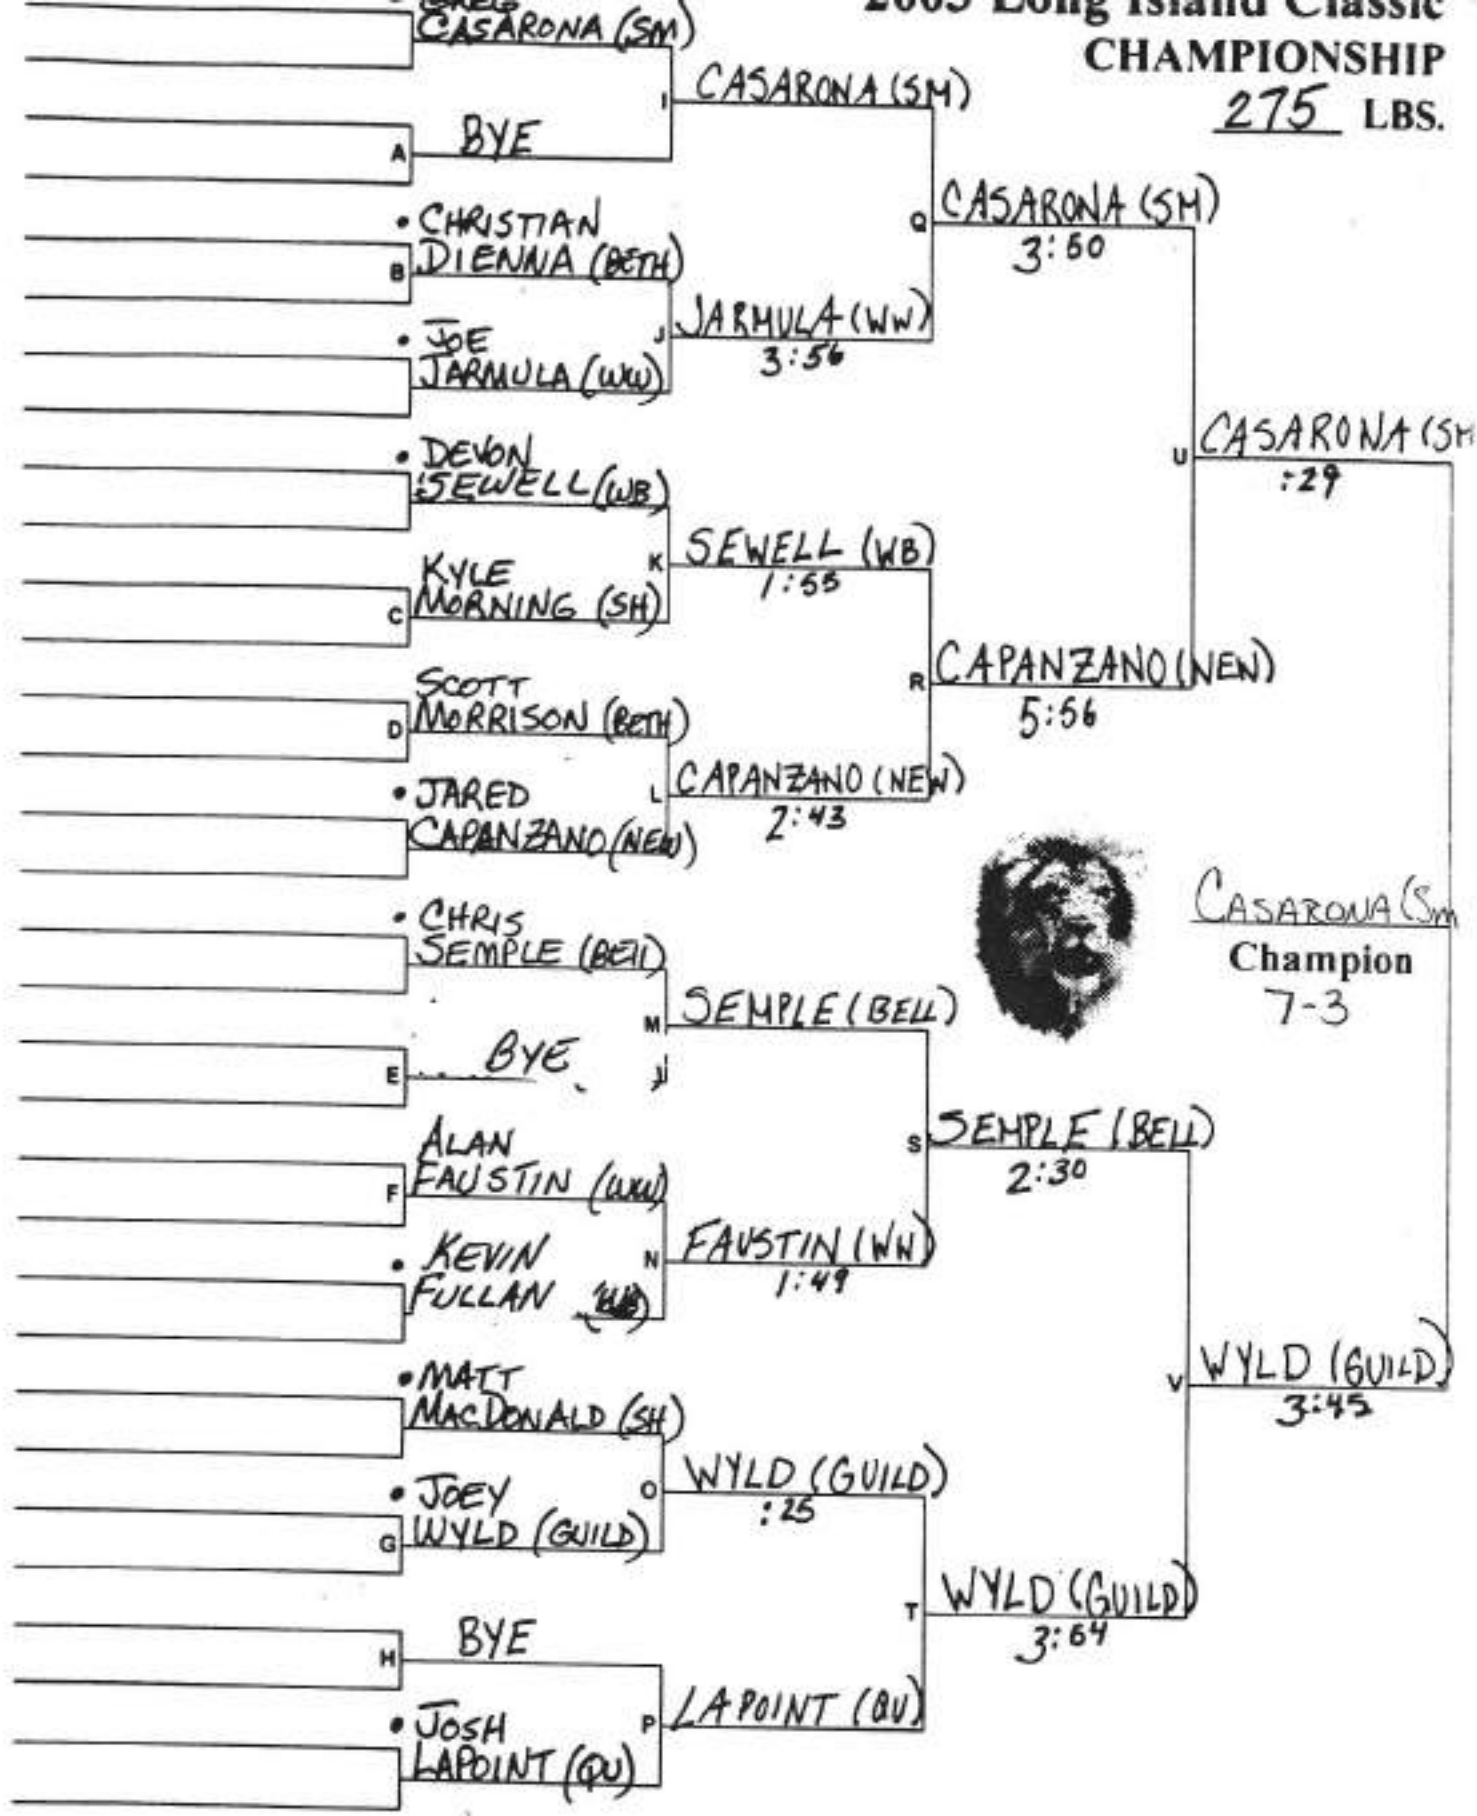 Long Island Classic
CHAMPIONSHIP
275 LBS.
GREG
CASARONA (SM)
A BYE
• CHRISTIAN
B DIENNA (BETH)
• JOE
JARMULA (WW)
• DEVON
SEWELL (WB)
KYLE
C MORNING (SH)
SCOTT
D MORRISON (BETH)
• JARED
CAPANZANO (NEW)
• CHRIS
SEMPLE (BELL)
E BYE
ALAN
F FAUSTIN (WW)
• KEVIN
FULLAN
• MATT
MACDONALD (SH)
• JOEY
G WYLD (GUILD)
H BYE
• JOSH
LAPOINT (QU)
I CASARONA (SM)
J JARMULA (WW)
3:56
K SEWELL (WB)
1:55
L CAPANZANO (NEW)
2:43
M SEMPLE (BELL)
N FAUSTIN (WW)
1:49
O WYLD (GUILD)
:25
P LAPOINT (QU)
Q CASARONA (SM)
3:50
R CAPANZANO (NEW)
5:56
S SEMPLE (BELL)
2:30
T WYLD (GUILD)
3:54
U CASARONA (SM
:29
V WYLD (GUILD)
3:45
CASARONA (SM
Champion
7-3